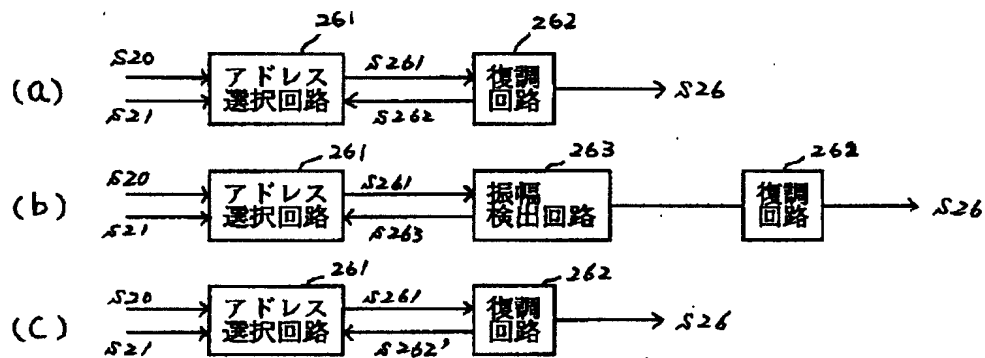 261
262
S20
S261
(a)
アドレス
選択回路
復調
回路
S26
S21
S262
261
263
262
S20
S261
(b)
アドレス
選択回路
振幅
検出回路
復調
回路
S26
S21
S263
261
262
S20
S261
(C)
アドレス
選択回路
復調
回路
S26
S21
S262'